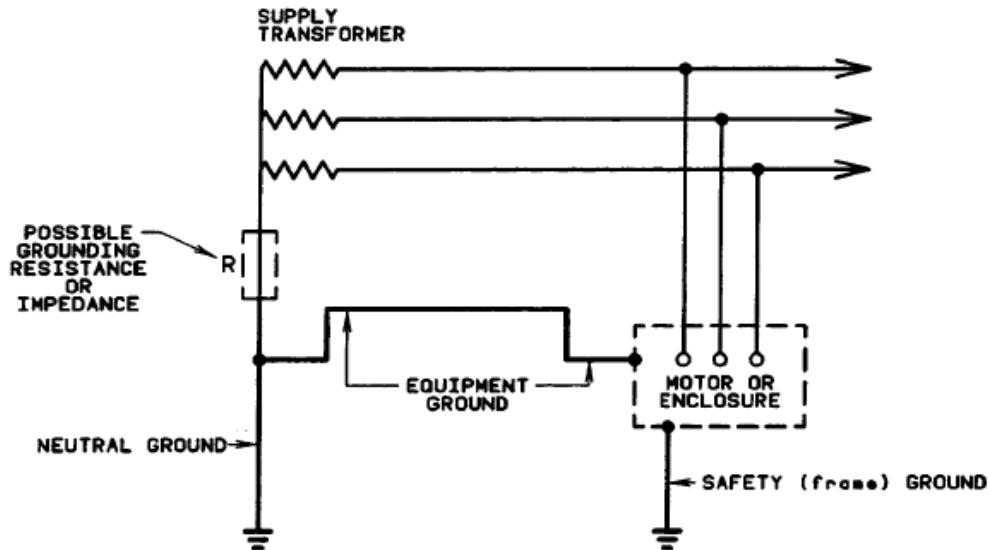 SUPPLY
TRANSFORMER
POSSIBLE
GROUNDING
RESISTANCE
OR
IMPEDANCE
R
EQUIPMENT
GROUND
MOTOR OR
ENCLOSURE
NEUTRAL GROUND
SAFETY (frame) GROUND